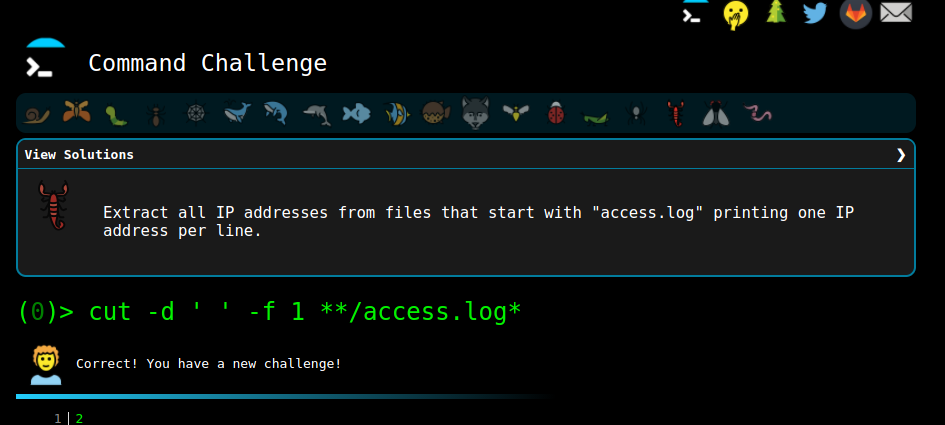 Command Challenge
View Solutions
Extract all IP addresses from files that start with "access.log" printing one IP
address per line.
(0)> cut -d ' ' -f 1 **/access.log*
Correct! You have a new challenge!
1 2